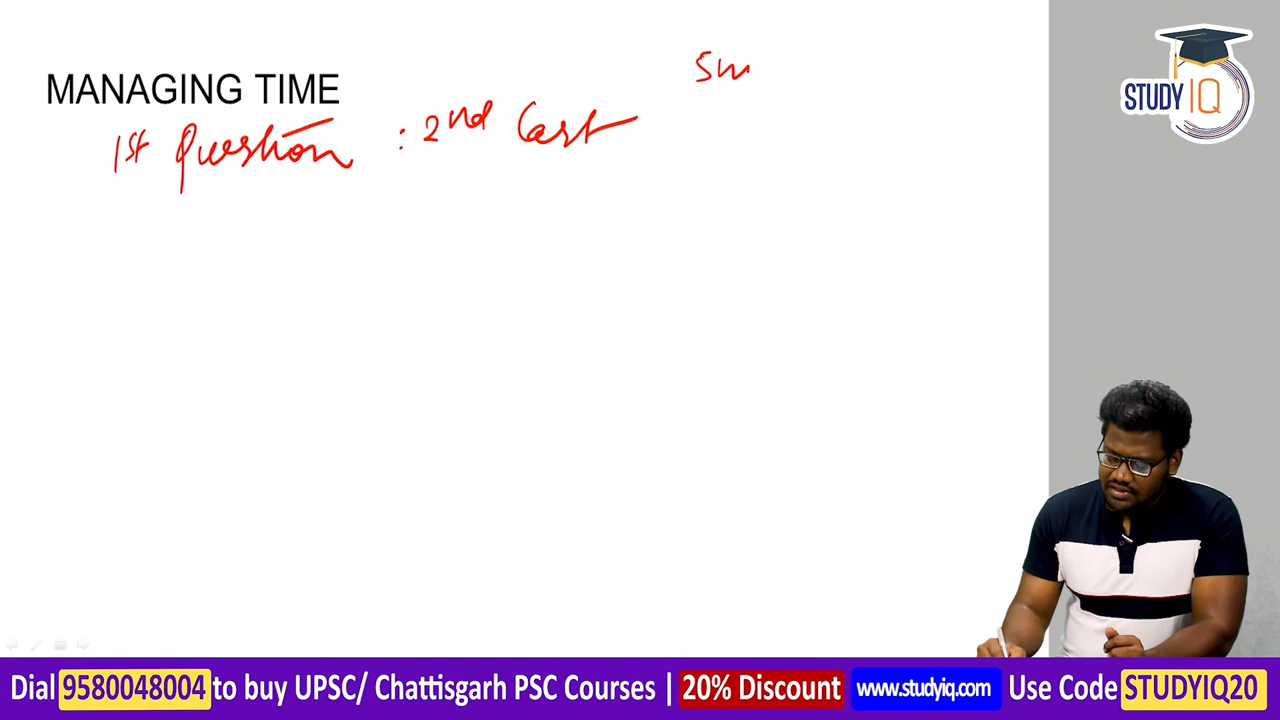 MANAGING TIME
1st Question : 2nd Last
STUDY IQ
Dial 9580048004 to buy UPSC/ Chattisgarh PSC Courses | 20% Discount www.studyiq.com Use Code STUDYIQ20